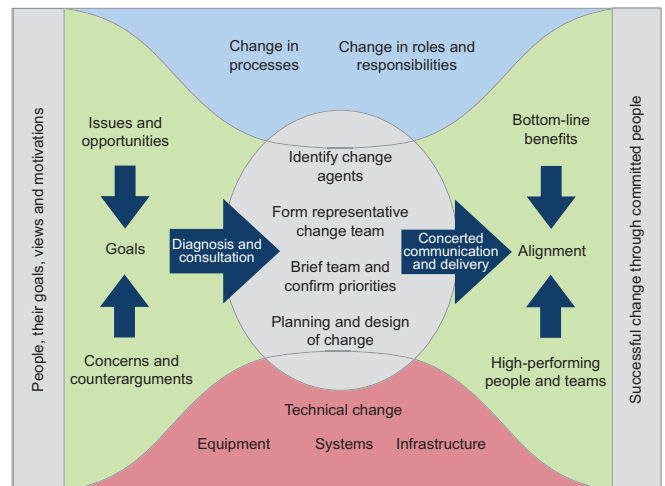 People, their goals, views and motivations
Change in
processes
Change in roles and
responsibilities
Issues and
opportunities
Goals
Concerns and
counterarguments
Diagnosis and
consultation
Identify change
agents
Form representative
change team
Brief team and
confirm priorities
Planning and design
of change
Concerted
communication
and delivery
Bottom-line
benefits
Alignment
High-performing
people and teams
Technical change
Equipment
Systems
Infrastructure
Successful change through committed people